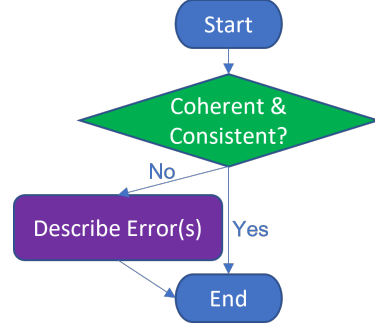 Start
Coherent &
Consistent?
No
Describe Error(s)
Yes
End